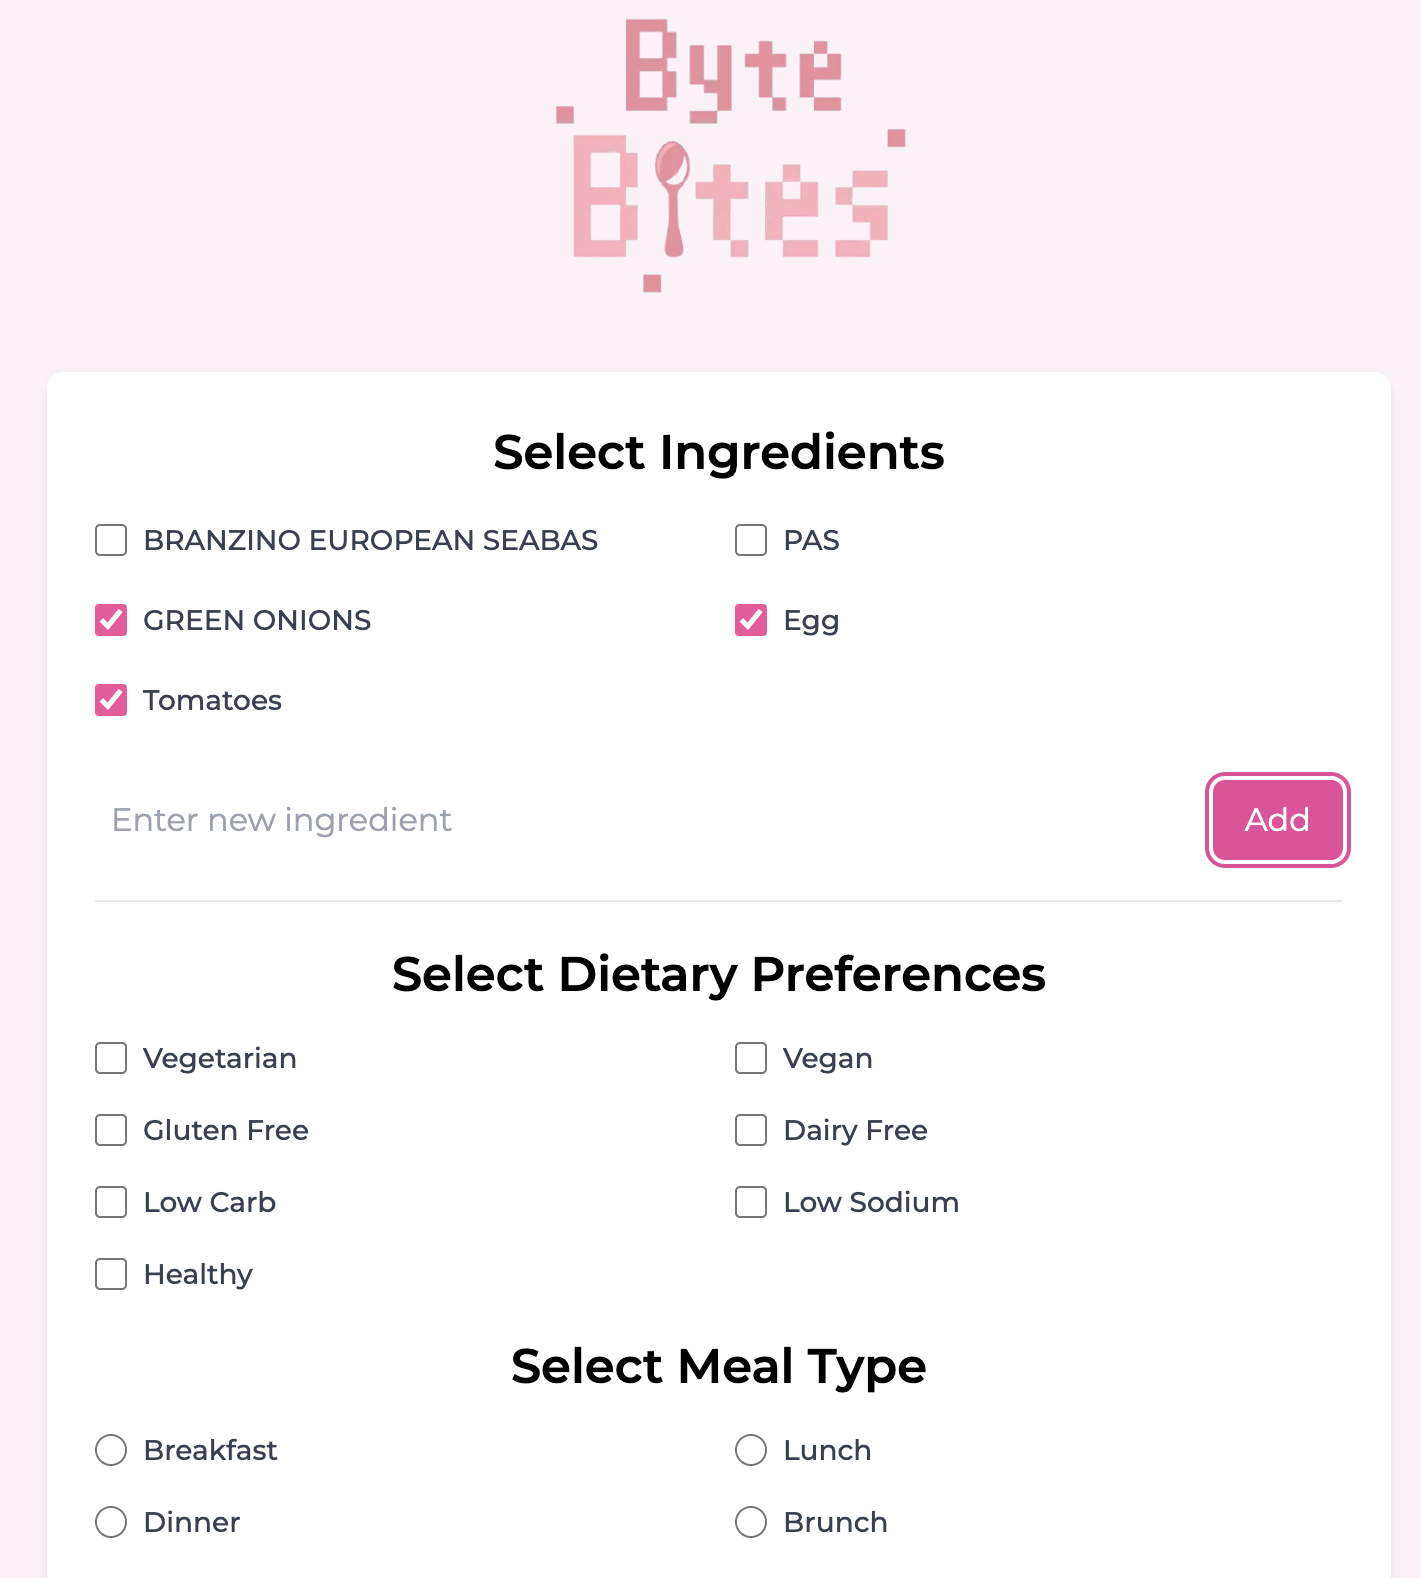 Byte
Bites
Select Ingredients
BRANZINO EUROPEAN SEABAS
PAS
GREEN ONIONS
Egg
Tomatoes
Enter new ingredient
Add
Select Dietary Preferences
Vegetarian
Vegan
Gluten Free
Dairy Free
Low Carb
Low Sodium
Healthy
Select Meal Type
Breakfast
Lunch
Dinner
Brunch